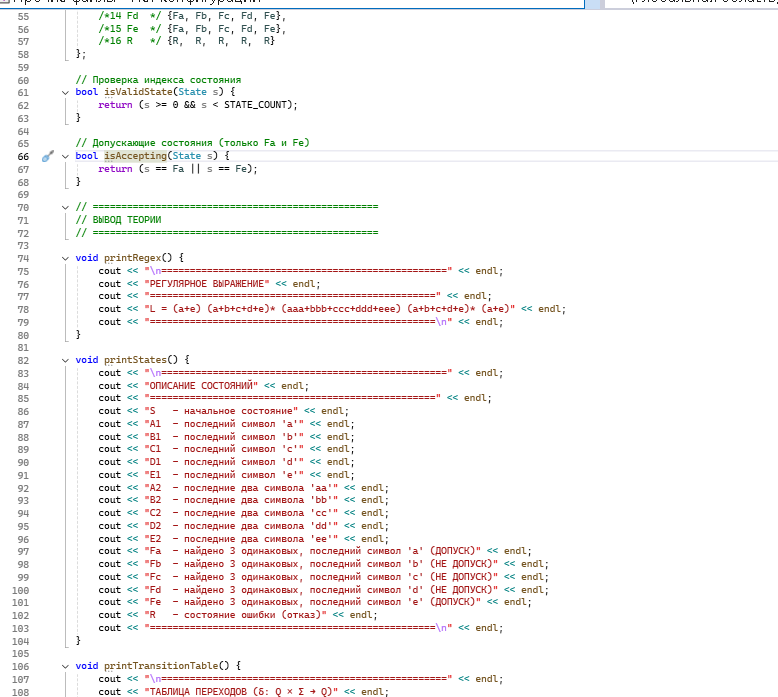 55 /*14 Fd */ {Fa, Fb, Fc, Fd, Fe},
56 /*15 Fe */ {Fa, Fb, Fc, Fd, Fe},
57 /*16 R */ {R, R, R, R, R}
58 };
59
60 // Проверка индекса состояния
61 bool isValidState(State s) {
62 return (s >= 0 && s < STATE_COUNT);
63 }
64
65 // Допускающие состояния (только Fa и Fe)
66 bool isAccepting(State s) {
67 return (s == Fa || s == Fe);
68 }
69
70 // ==================================================
71 // ВЫВОД ТЕОРИИ
72 // ==================================================
73
74 void printRegex() {
75 cout << "\n==================================================" << endl;
76 cout << "РЕГУЛЯРНОЕ ВЫРАЖЕНИЕ" << endl;
77 cout << "==================================================" << endl;
78 cout << "L = (a+e) (a+b+c+d+e)* (aaa+bbb+ccc+ddd+eee) (a+b+c+d+e)* (a+e)" << endl;
79 cout << "==================================================\n" << endl;
80 }
81
82 void printStates() {
83 cout << "\n==================================================" << endl;
84 cout << "ОПИСАНИЕ СОСТОЯНИЙ" << endl;
85 cout << "==================================================" << endl;
86 cout << "S – начальное состояние" << endl;
87 cout << "A1 – последний символ 'a'" << endl;
88 cout << "B1 – последний символ 'b'" << endl;
89 cout << "C1 – последний символ 'c'" << endl;
90 cout << "D1 – последний символ 'd'" << endl;
91 cout << "E1 – последний символ 'e'" << endl;
92 cout << "A2 – последние два символа 'aa'" << endl;
93 cout << "B2 – последние два символа 'bb'" << endl;
94 cout << "C2 – последние два символа 'cc'" << endl;
95 cout << "D2 – последние два символа 'dd'" << endl;
96 cout << "E2 – последние два символа 'ee'" << endl;
97 cout << "Fa – найдено 3 одинаковых, последний символ 'a' (ДОПУСК)" << endl;
98 cout << "Fb – найдено 3 одинаковых, последний символ 'b' (НЕ ДОПУСК)" << endl;
99 cout << "Fc – найдено 3 одинаковых, последний символ 'c' (НЕ ДОПУСК)" << endl;
100 cout << "Fd – найдено 3 одинаковых, последний символ 'd' (НЕ ДОПУСК)" << endl;
101 cout << "Fe – найдено 3 одинаковых, последний символ 'e' (ДОПУСК)" << endl;
102 cout << "R – состояние ошибки (отказ)" << endl;
103 cout << "==================================================\n" << endl;
104 }
105
106 void printTransitionTable() {
107 cout << "\n==================================================" << endl;
108 cout << "ТАБЛИЦА ПЕРЕХОДОВ (δ: Q × Σ → Q)" << endl;